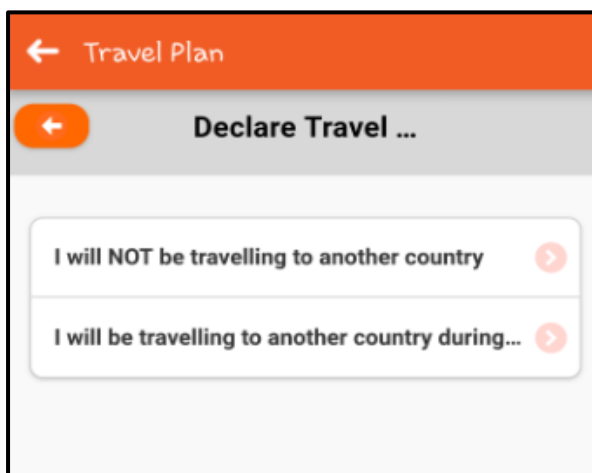 Travel Plan
Declare Travel ...
I will NOT be travelling to another country
I will be travelling to another country during...